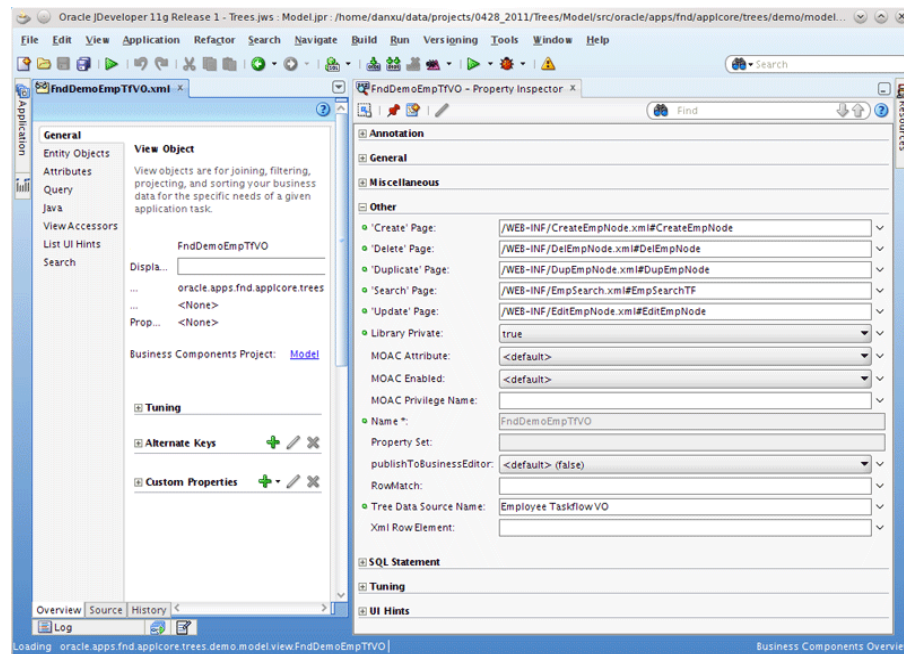 Oracle JDeveloper 11g Release 1 - Trees.jws : Model.jpr : /home/danxu/data/projects/0428_2011/Trees/Model/src/oracle/apps/fnd/applcore/trees/demo/model...
File Edit View Application Refactor Search Navigate Build Run Versioning Tools Window Help
Search
FndDemoEmpTfVO.xml
Application
General
Entity Objects
Attributes
Query
Java
View Accessors
List UI Hints
Search
View Object
View objects are for joining, filtering,
projecting, and sorting your business
data for the specific needs of a given
application task.
FndDemoEmpTfVO
Displa...
... oracle.apps.fnd.applcore.trees
... <None>
Prop... <None>
Business Components Project: Model
Tuning
Alternate Keys
Custom Properties
Overview Source History
Log
FndDemoEmpTfVO - Property Inspector
Find
Resources
Annotation
General
Miscellaneous
Other
'Create' Page: /WEB-INF/CreateEmpNode.xml#CreateEmpNode
'Delete' Page: /WEB-INF/DelEmpNode.xml#DelEmpNode
'Duplicate' Page: /WEB-INF/DupEmpNode.xml#DupEmpNode
'Search' Page: /WEB-INF/EmpSearch.xml#EmpSearchTF
'Update' Page: /WEB-INF/EditEmpNode.xml#EditEmpNode
Library Private: true
MOAC Attribute: <default>
MOAC Enabled: <default>
MOAC Privilege Name:
Name *: FndDemoEmpTfVO
Property Set:
publishToBusinessEditor: <default> (false)
RowMatch:
Tree Data Source Name: Employee Taskflow VO
Xml Row Element:
SQL Statement
Tuning
UI Hints
Loading oracle.apps.fnd.applcore.trees.demo.model.view.FndDemoEmpTfVO
Business Components Overvie